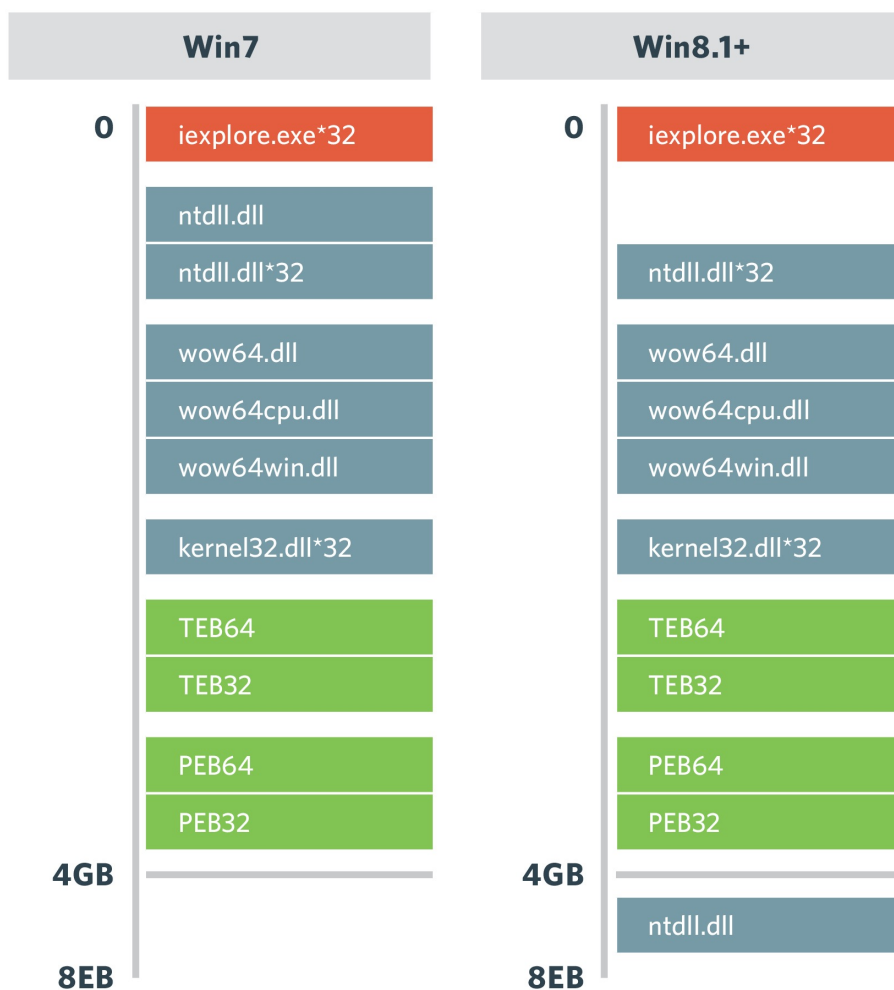 Win7
0
iexplore.exe*32
ntdll.dll
ntdll.dll*32
wow64.dll
wow64cpu.dll
wow64win.dll
kernel32.dll*32
TEB64
TEB32
PEB64
PEB32
4GB
8EB
Win8.1+
0
iexplore.exe*32
ntdll.dll*32
wow64.dll
wow64cpu.dll
wow64win.dll
kernel32.dll*32
TEB64
TEB32
PEB64
PEB32
4GB
ntdll.dll
8EB